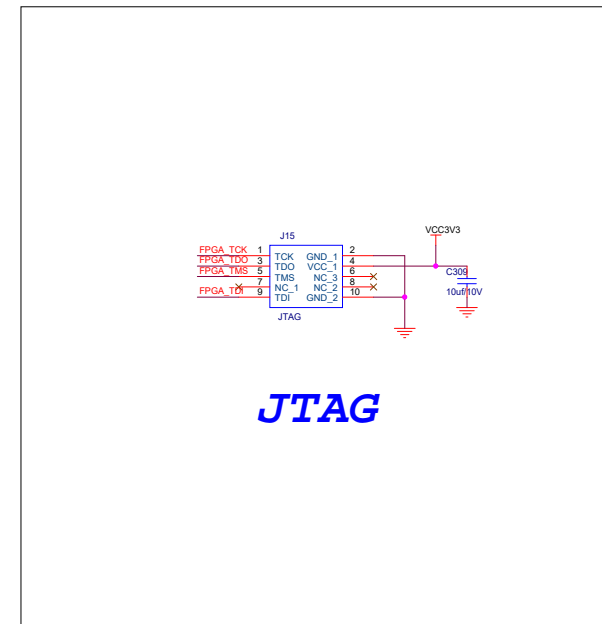 VCC3V3
J15
FPGA_TCK 1 TCK GND_1 2
FPGA_TDO 3 TDO VCC_1 4
FPGA_TMS 5 TMS NC_3 6
7 NC_1 NC_2 8
FPGA_TDI 9 TDI GND_2 10
C309
10uf/10V
JTAG
JTAG